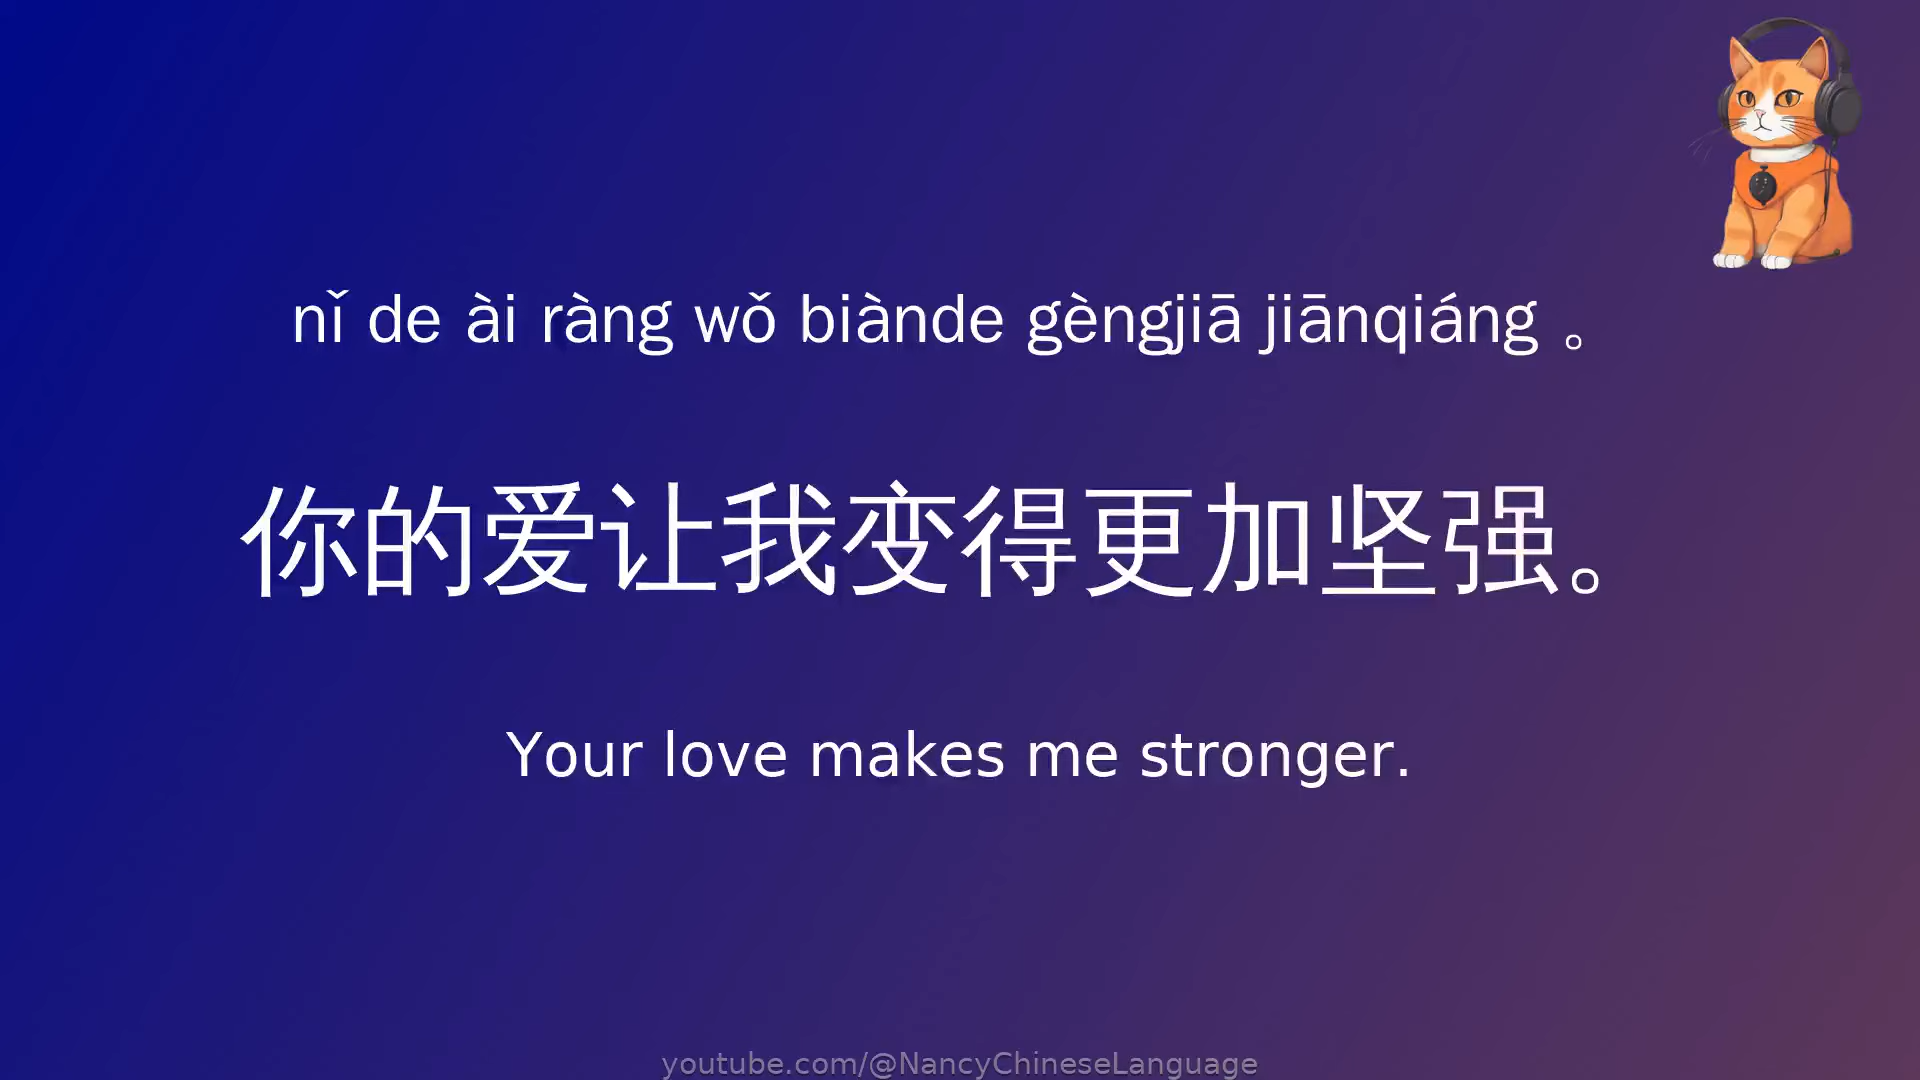 nǐ de ài ràng wǒ biànde gèngjiā jiānqiáng 。
你的爱让我变得更加坚强。
Your love makes me stronger.
youtube.com/@NancyChineseLanguage